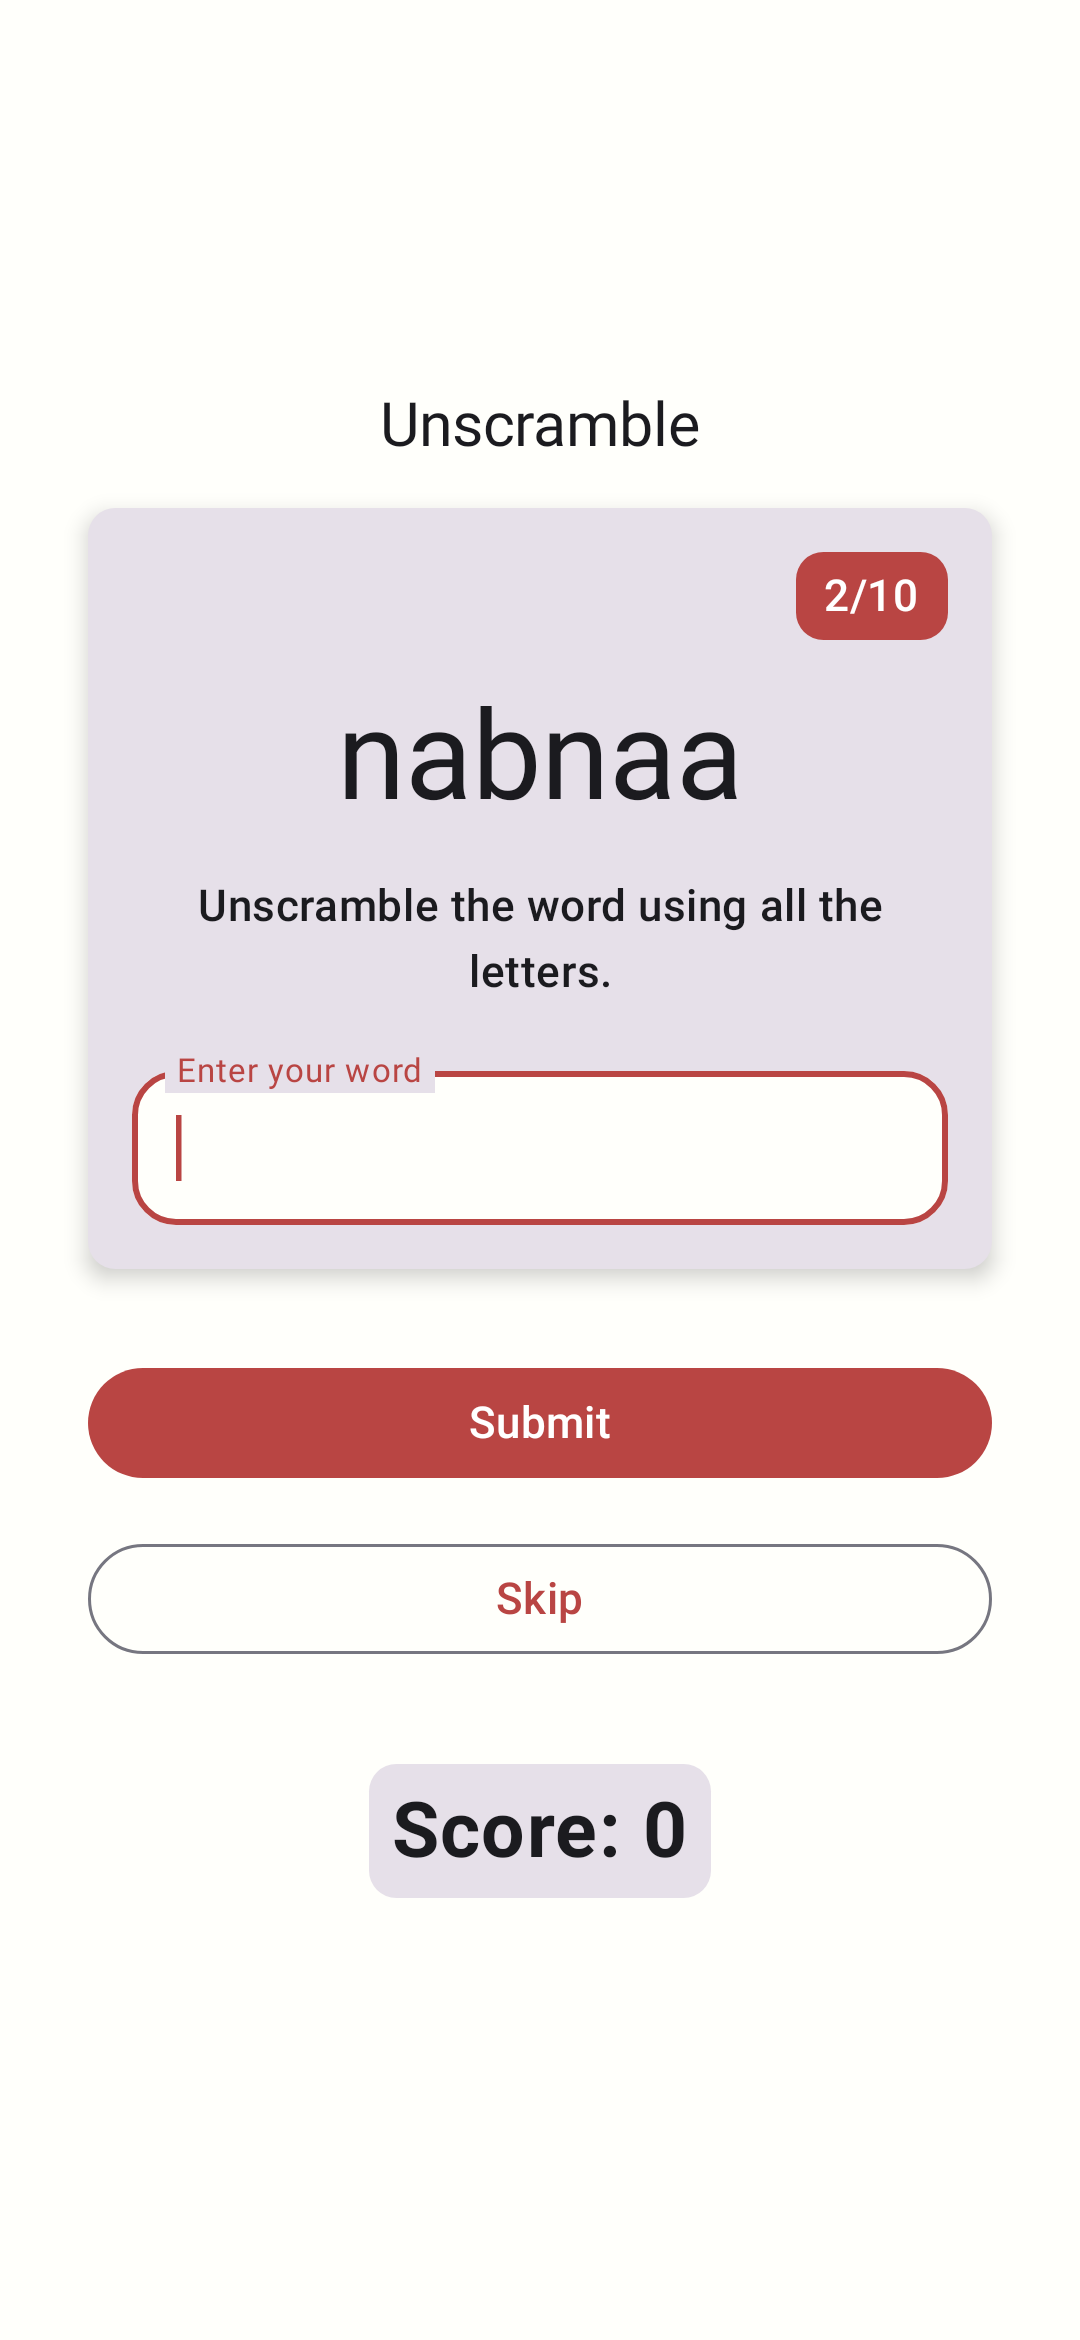 Unscramble
2/10
nabnaa
Unscramble the word using all the
letters.
Enter your word
Submit
Skip
Score: 0